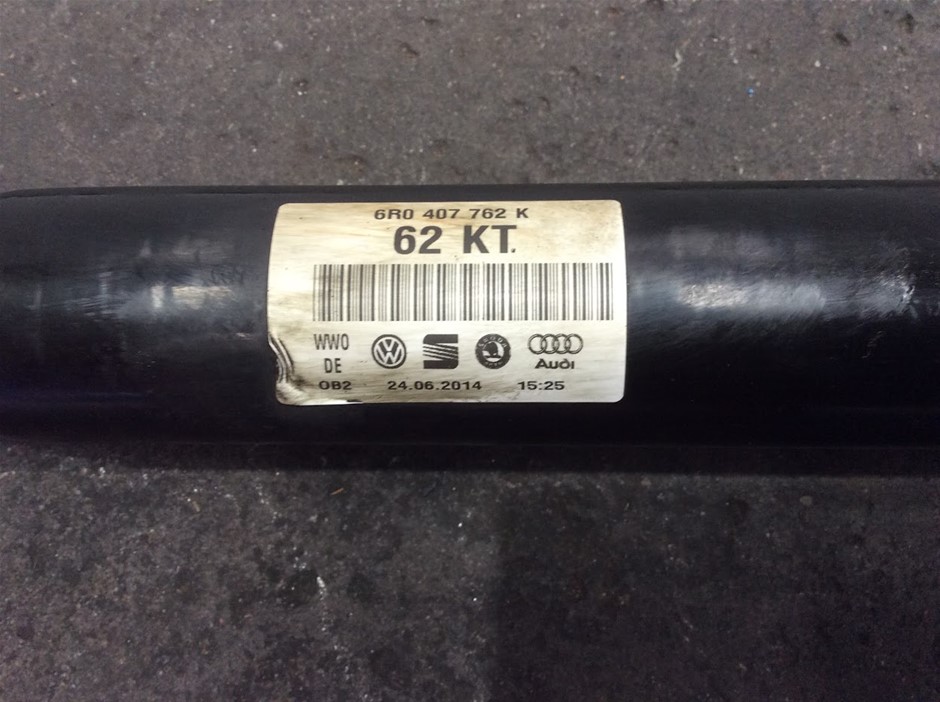 6R0 407 762 K
62 KT.
WWO
DE
Audi
OB2 24.06.2014 15:25